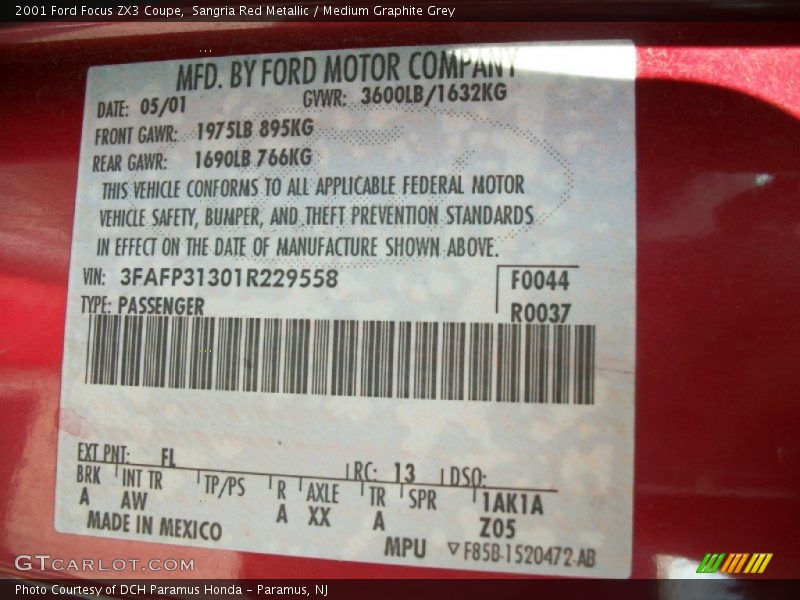 2001 Ford Focus ZX3 Coupe,  Sangria Red Metallic / Medium Graphite Grey
MFD. BY FORD MOTOR COMPANY
DATE: 05/01 GVWR: 3600LB/1632KG
FRONT GAWR: 1975LB 895KG
REAR GAWR: 1690LB 766KG
THIS VEHICLE CONFORMS TO ALL APPLICABLE FEDERAL MOTOR
VEHICLE SAFETY, BUMPER, AND THEFT PREVENTION STANDARDS
IN EFFECT ON THE DATE OF MANUFACTURE SHOWN ABOVE.
VIN: 3FAFP31301R229558 F0044
TYPE: PASSENGER R0037
EXT PNT: FL RC: 13 DSO:
BRK INT TR TP/PS R AXLE TR SPR 1AK1A
A AW A XX A Z05
MADE IN MEXICO MPU F85B-1520472-AB
GTCARLOT.COM
Photo Courtesy of DCH Paramus Honda - Paramus, NJ